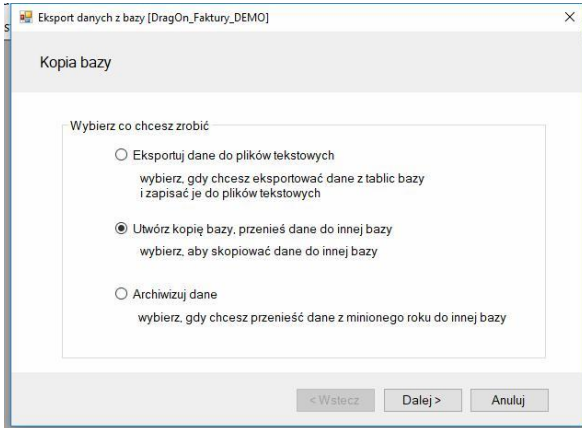 Eksport danych z bazy [DragOn_Faktury_DEMO]
Kopia bazy
Wybierz co chcesz zrobić
Eksportuj dane do plików tekstowych
wybierz, gdy chcesz eksportować dane z tablic bazy
i zapisać je do plików tekstowych
Utwórz kopię bazy, przenieś dane do innej bazy
wybierz, aby skopiować dane do innej bazy
Archiwizuj dane
wybierz, gdy chcesz przenieść dane z minionego roku do innej bazy
< Wstecz
Dalej >
Anuluj